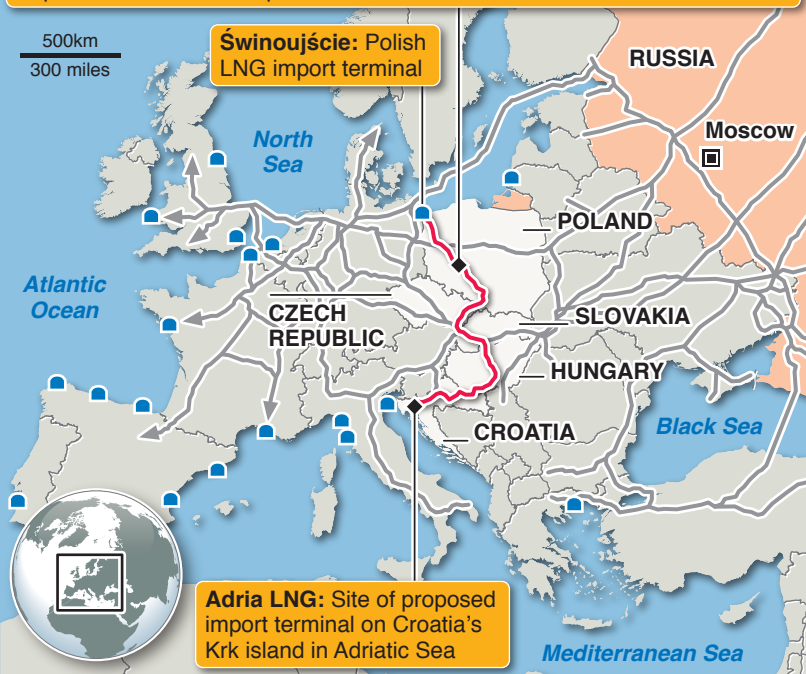 500km
300 miles
Świnoujście: Polish
LNG import terminal
RUSSIA
Moscow
North
Sea
POLAND
Atlantic
Ocean
CZECH
REPUBLIC
SLOVAKIA
HUNGARY
CROATIA
Black Sea
Adria LNG: Site of proposed
import terminal on Croatia's
Krk island in Adriatic Sea
Mediterranean Sea